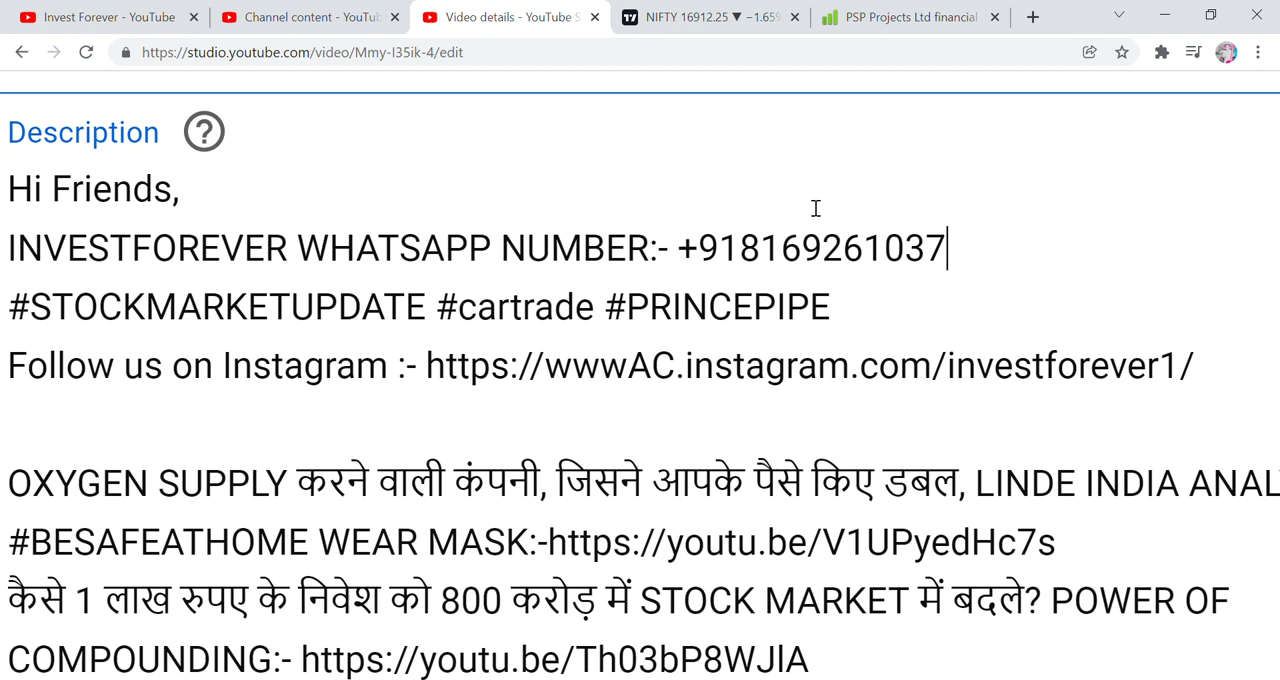 Invest Forever - YouTube
Channel content - YouTu
Video details - YouTube S
NIFTY 16912.25 ▼ −1.65%
PSP Projects Ltd financial
https://studio.youtube.com/video/Mmy-I35ik-4/edit
Description
Hi Friends,
INVESTFOREVER WHATSAPP NUMBER:- +918169261037
#STOCKMARKETUPDATE #cartrade #PRINCEPIPE
Follow us on Instagram :- https://wwwAC.instagram.com/investforever1/
OXYGEN SUPPLY करने वाली कंपनी, जिसने आपके पैसे किए डबल, LINDE INDIA ANAL
#BESAFEATHOME WEAR MASK:-https://youtu.be/V1UPyedHc7s
कैसे 1 लाख रुपए के निवेश को 800 करोड़ में STOCK MARKET में बदले? POWER OF
COMPOUNDING:- https://youtu.be/Th03bP8WJlA